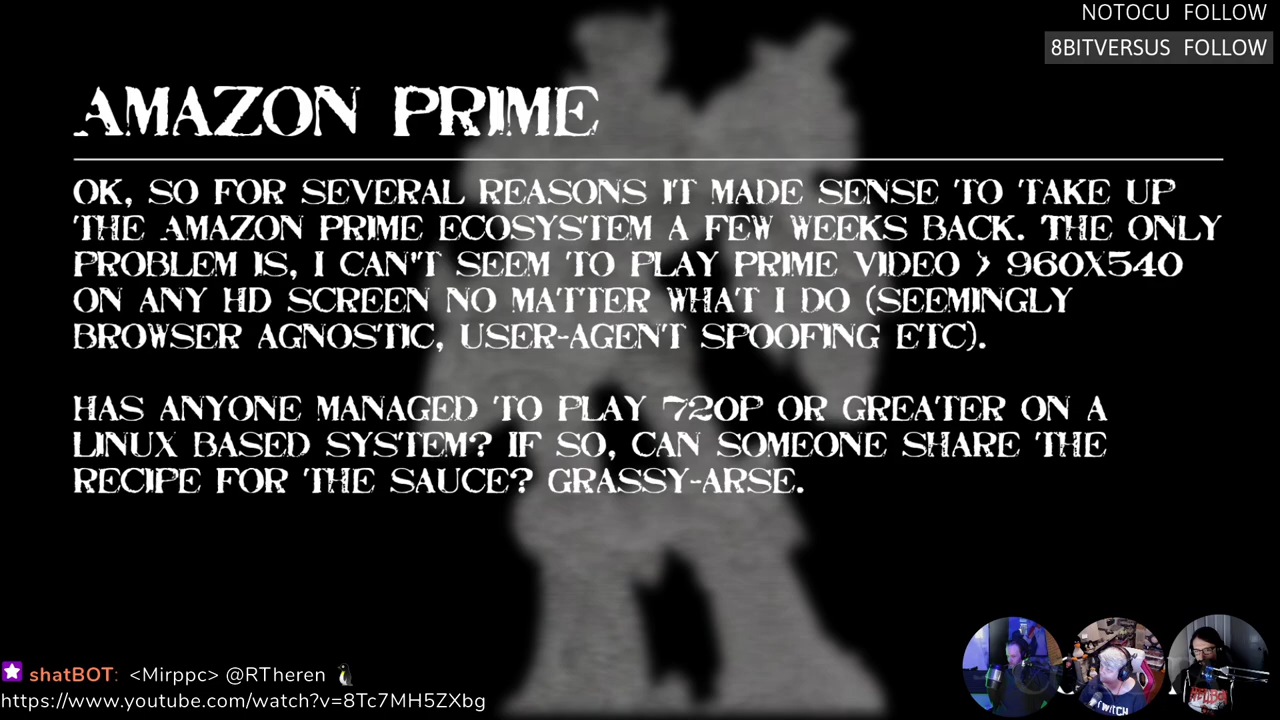 NOTOCU FOLLOW
8BITVERSUS FOLLOW
AMAZON PRIME
OK, SO FOR SEVERAL REASONS IT MADE SENSE TO TAKE UP
THE AMAZON PRIME ECOSYSTEM A FEW WEEKS BACK. THE ONLY
PROBLEM IS, I CAN'T SEEM TO PLAY PRIME VIDEO > 960X540
ON ANY HD SCREEN NO MATTER WHAT I DO (SEEMINGLY
BROWSER AGNOSTIC, USER-AGENT SPOOFING ETC).
HAS ANYONE MANAGED TO PLAY 720P OR GREATER ON A
LINUX BASED SYSTEM? IF SO, CAN SOMEONE SHARE THE
RECIPE FOR THE SAUCE? GRASSY-ARSE.
shatBOT: <Mirppc> @RTheren 🐧
https://www.youtube.com/watch?v=8Tc7MH5ZXbg
TWITCH